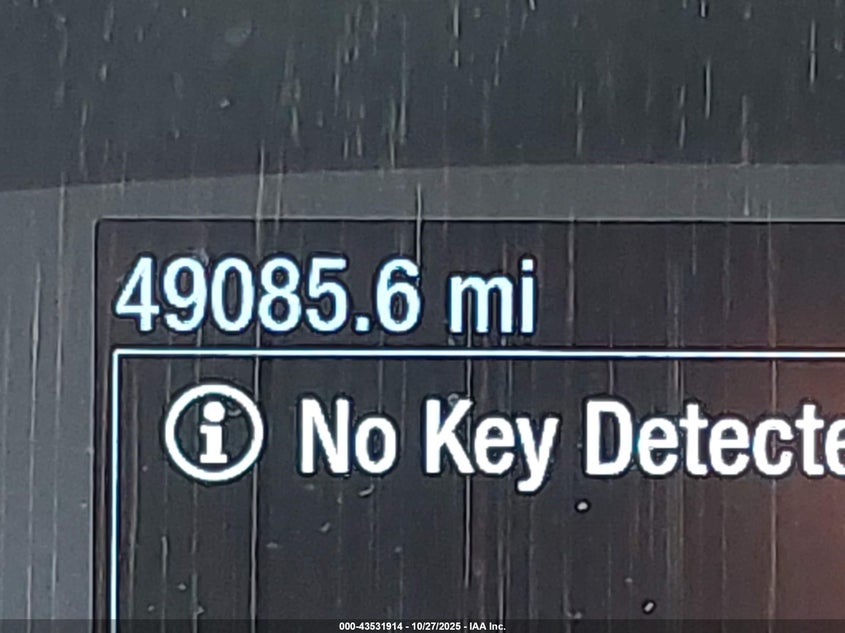 49085.6 mi
i No Key Detecte
000-43531914 - 10/27/2025 - IAA Inc.